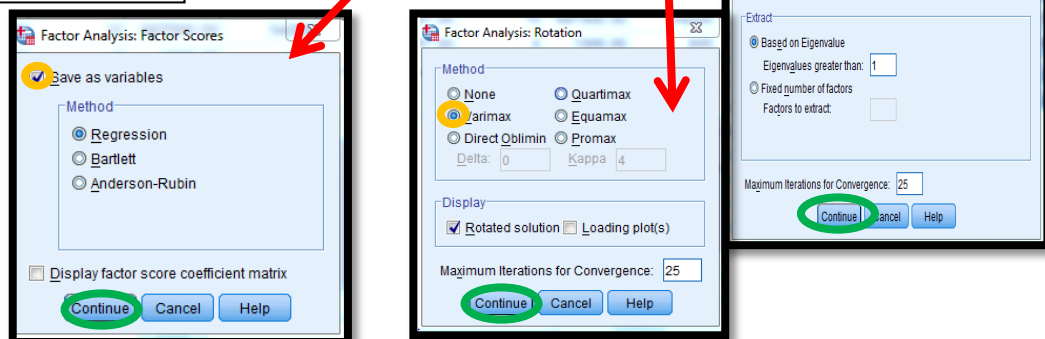 Factor Analysis: Factor Scores
Save as variables
Method
Regression
Bartlett
Anderson-Rubin
Display factor score coefficient matrix
Continue Cancel Help
Factor Analysis: Rotation
Method
None Quartimax
Varimax Equamax
Direct Oblimin Promax
Delta: 0 Kappa 4
Display
Rotated solution Loading plot(s)
Maximum Iterations for Convergence: 25
Continue Cancel Help
Extract
Based on Eigenvalue
Eigenvalues greater than: 1
Fixed number of factors
Factors to extract:
Maximum Iterations for Convergence: 25
Continue Cancel Help